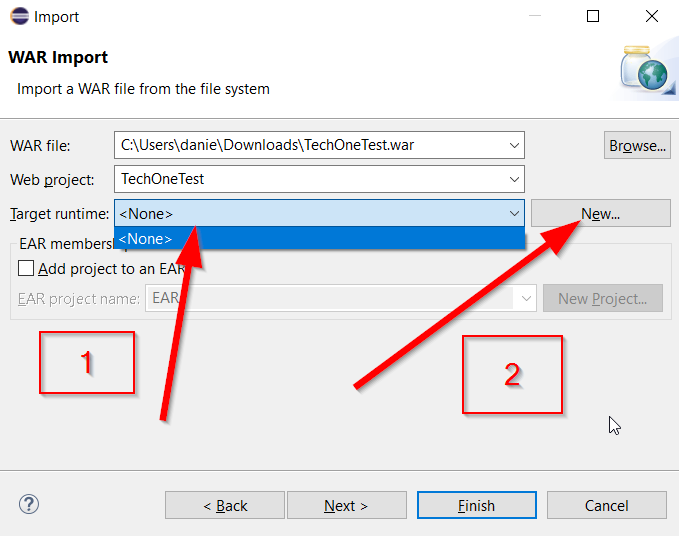 Import
WAR Import
Import a WAR file from the file system
WAR file: C:\Users\danie\Downloads\TechOneTest.war Browse...
Web project: TechOneTest
Target runtime: <None> New...
<None>
EAR membersh
Add project to an EAR
EAR project name: EAR New Project...
1
2
? < Back Next > Finish Cancel